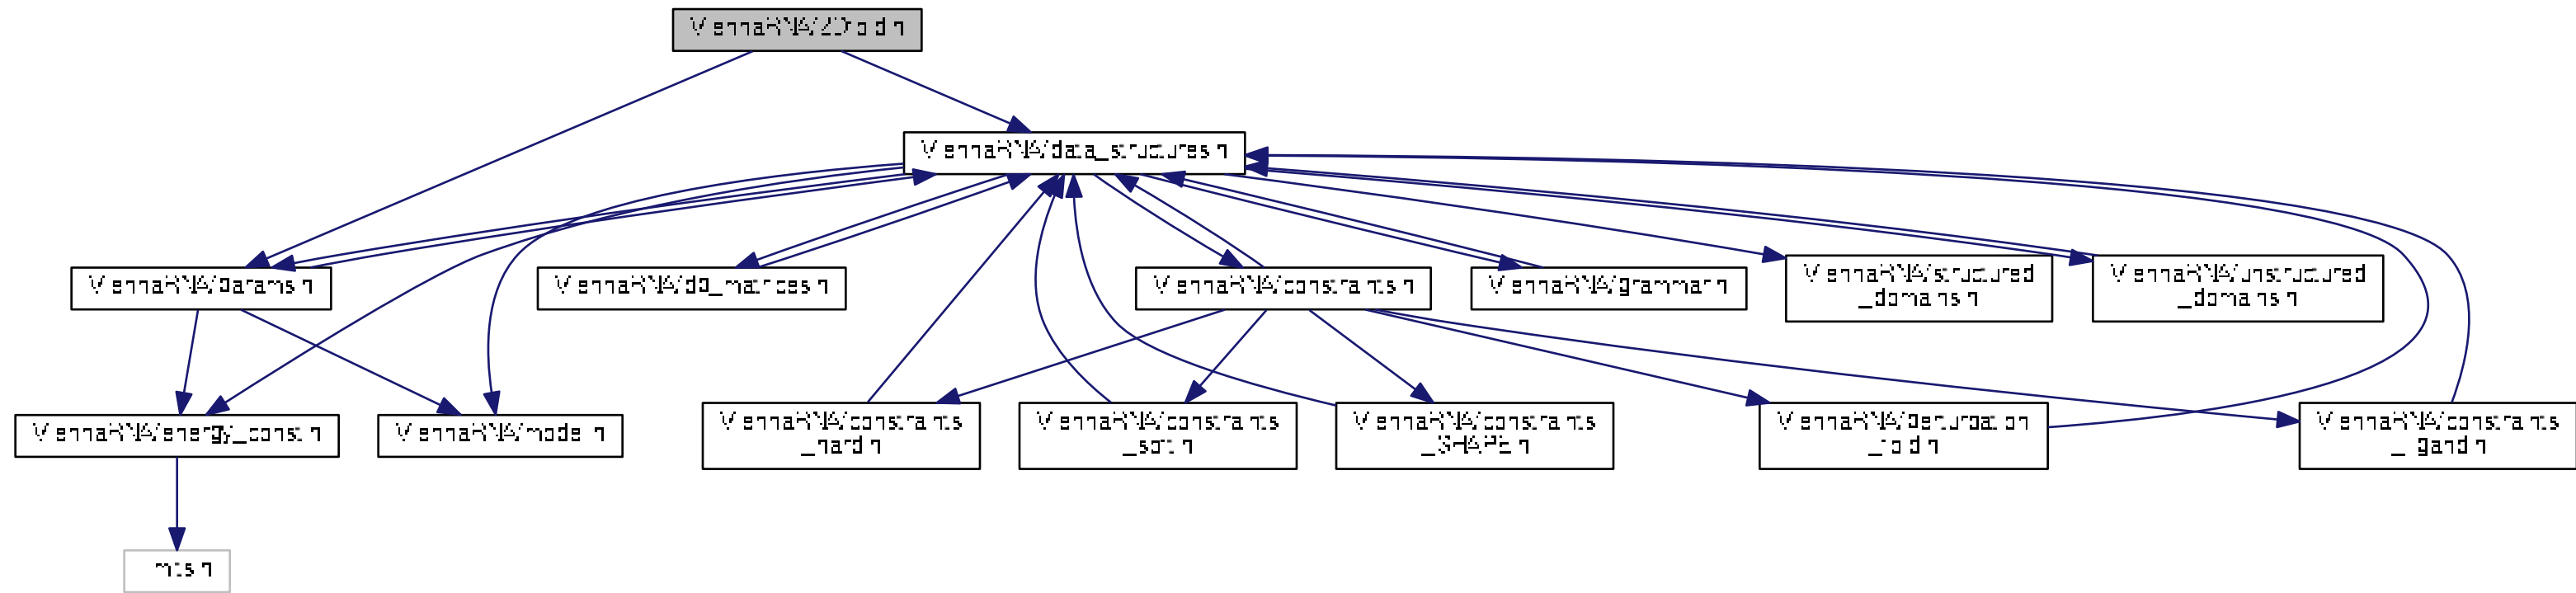 ViennaRNA/2Dfold.h
ViennaRNA/data_structures.h
ViennaRNA/params.h
ViennaRNA/dp_matrices.h
ViennaRNA/constraints.h
ViennaRNA/grammar.h
ViennaRNA/structured
_domains.h
ViennaRNA/unstructured
_domains.h
ViennaRNA/energy_const.h
ViennaRNA/model.h
ViennaRNA/constraints
_hard.h
ViennaRNA/constraints
_soft.h
ViennaRNA/constraints
_SHAPE.h
ViennaRNA/perturbation
_fold.h
ViennaRNA/constraints
_ligand.h
limits.h